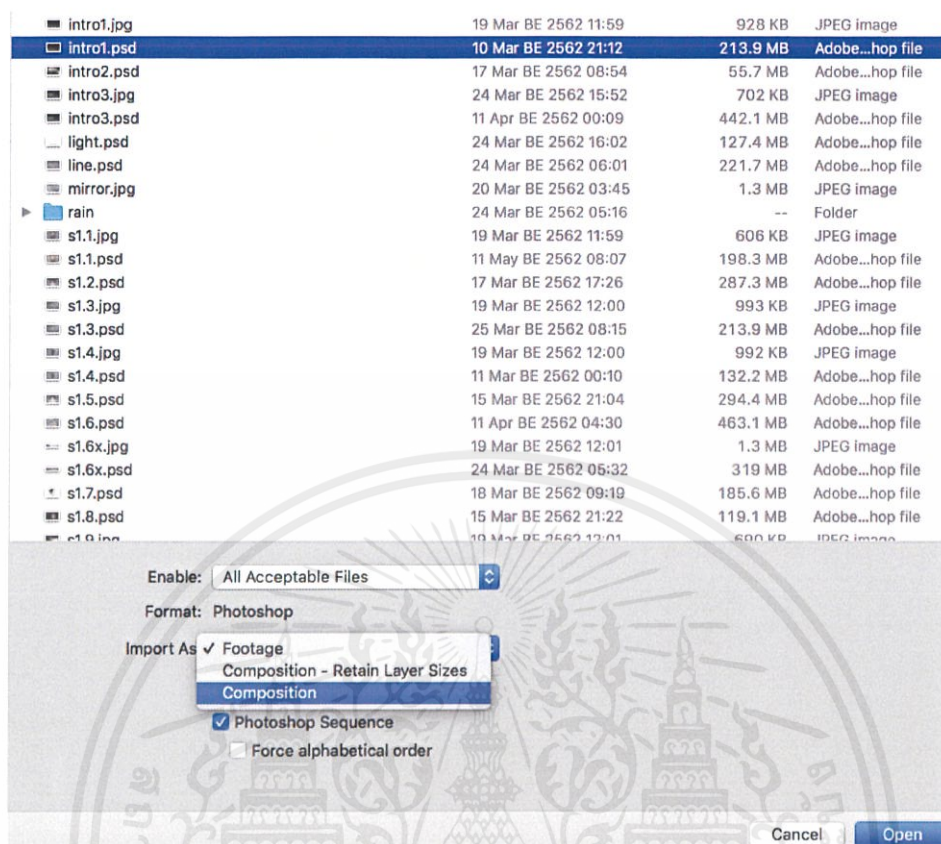 intro1.jpg 19 Mar BE 2562 11:59 928 KB JPEG image
intro1.psd 10 Mar BE 2562 21:12 213.9 MB Adobe...hop file
intro2.psd 17 Mar BE 2562 08:54 55.7 MB Adobe...hop file
intro3.jpg 24 Mar BE 2562 15:52 702 KB JPEG image
intro3.psd 11 Apr BE 2562 00:09 442.1 MB Adobe...hop file
light.psd 24 Mar BE 2562 16:02 127.4 MB Adobe...hop file
line.psd 24 Mar BE 2562 06:01 221.7 MB Adobe...hop file
mirror.jpg 20 Mar BE 2562 03:45 1.3 MB JPEG image
rain 24 Mar BE 2562 05:16 -- Folder
s1.1.jpg 19 Mar BE 2562 11:59 606 KB JPEG image
s1.1.psd 11 May BE 2562 08:07 198.3 MB Adobe...hop file
s1.2.psd 17 Mar BE 2562 17:26 287.3 MB Adobe...hop file
s1.3.jpg 19 Mar BE 2562 12:00 993 KB JPEG image
s1.3.psd 25 Mar BE 2562 08:15 213.9 MB Adobe...hop file
s1.4.jpg 19 Mar BE 2562 12:00 992 KB JPEG image
s1.4.psd 11 Mar BE 2562 00:10 132.2 MB Adobe...hop file
s1.5.psd 15 Mar BE 2562 21:04 294.4 MB Adobe...hop file
s1.6.psd 11 Apr BE 2562 04:30 463.1 MB Adobe...hop file
s1.6x.jpg 19 Mar BE 2562 12:01 1.3 MB JPEG image
s1.6x.psd 24 Mar BE 2562 05:32 319 MB Adobe...hop file
s1.7.psd 18 Mar BE 2562 09:19 185.6 MB Adobe...hop file
s1.8.psd 15 Mar BE 2562 21:22 119.1 MB Adobe...hop file
s1.9.jpg 19 Mar BE 2562 12:01 690 KB JPEG image
Enable: All Acceptable Files
Format: Photoshop
Import As ✓ Footage
Composition - Retain Layer Sizes
Composition
Photoshop Sequence
Force alphabetical order
Cancel Open